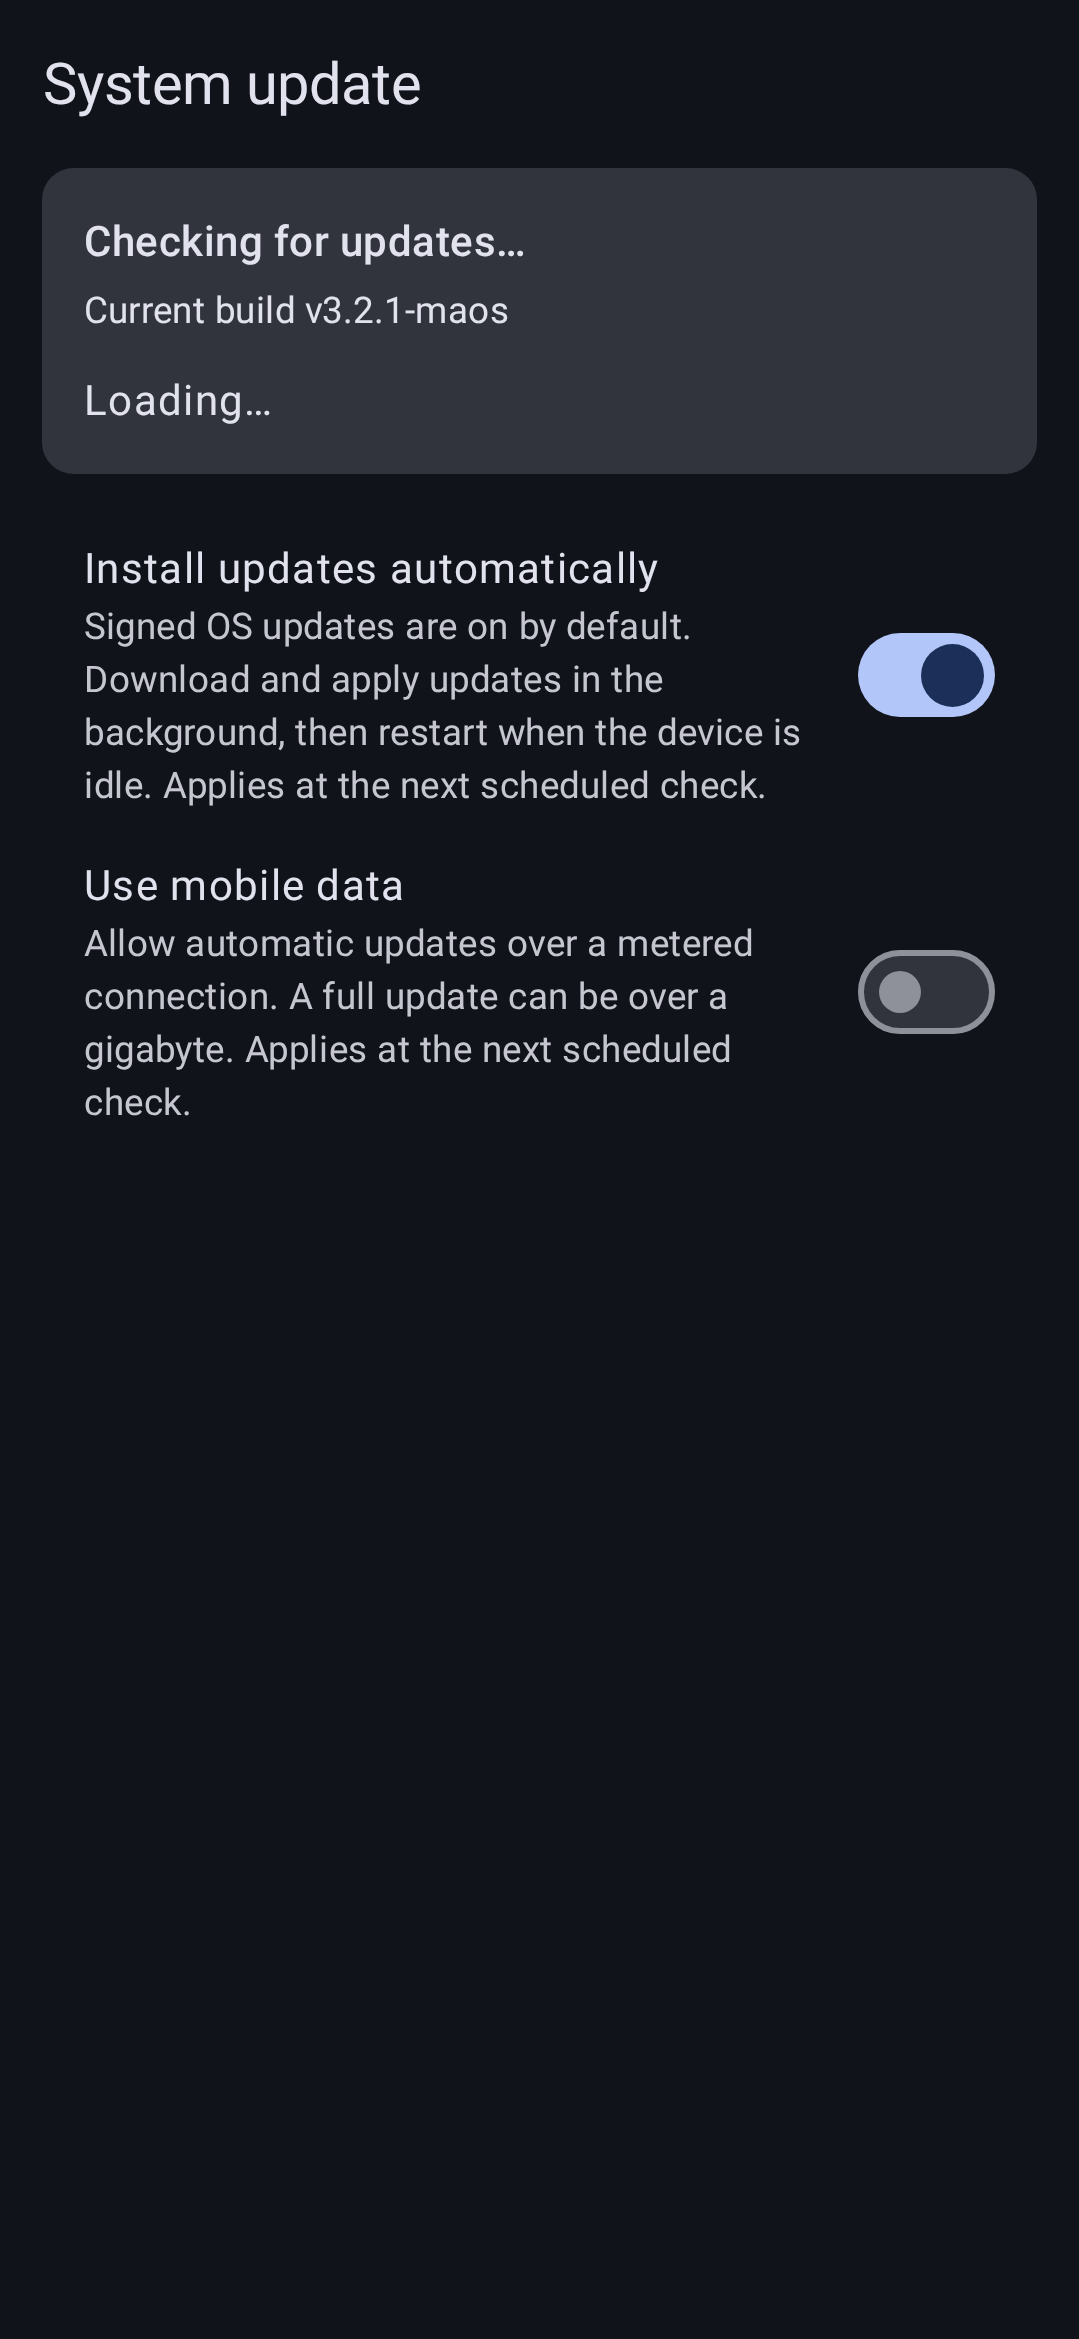 System update
Checking for updates…
Current build v3.2.1-maos
Loading…
Install updates automatically
Signed OS updates are on by default.
Download and apply updates in the
background, then restart when the device is
idle. Applies at the next scheduled check.
Use mobile data
Allow automatic updates over a metered
connection. A full update can be over a
gigabyte. Applies at the next scheduled
check.